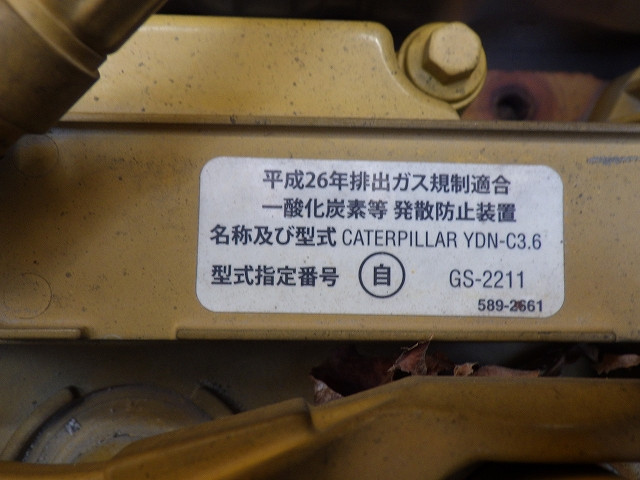 平成26年排出ガス規制適合
一酸化炭素等 発散防止装置
名称及び型式 CATERPILLAR YDN-C3.6
型式指定番号 自 GS-2211
589-2661